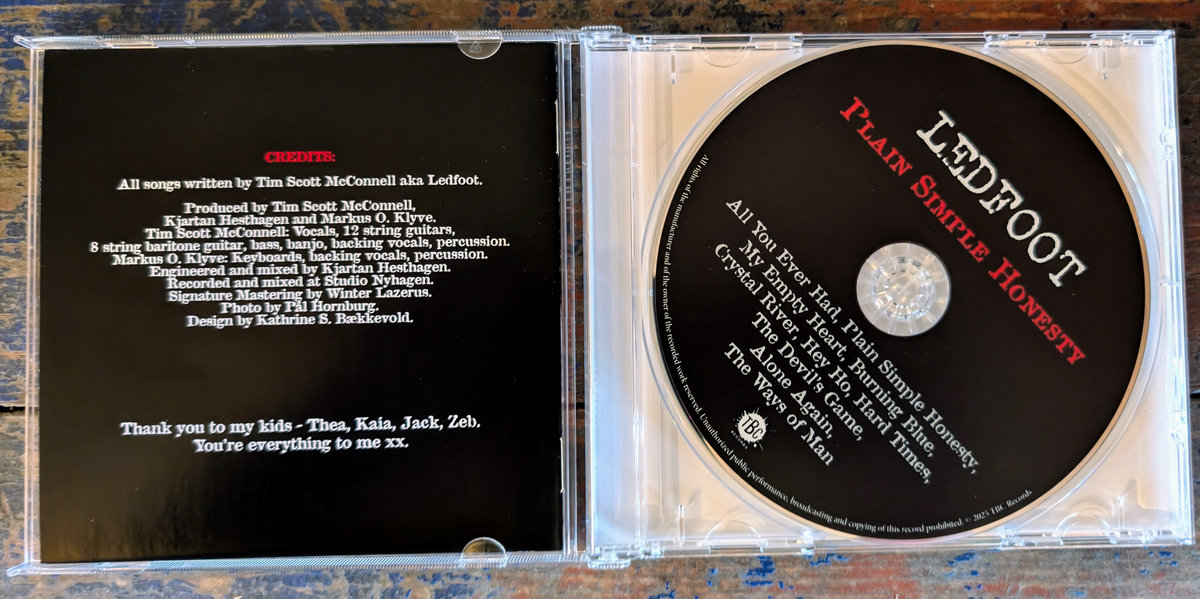 CREDITS:
All songs written by Tim Scott McConnell aka Ledfoot.
Produced by Tim Scott McConnell,
Kjartan Hesthagen and Markus O. Klyve.
Tim Scott McConnell: Vocals, 12 string guitars,
8 string baritone guitar, bass, banjo, backing vocals, percussion.
Markus O. Klyve: Keyboards, backing vocals, percussion.
Engineered and mixed by Kjartan Hesthagen.
Recorded and mixed at Studio Nyhagen.
Signature Mastering by Winter Lazerus.
Photo by Pål Hornburg.
Design by Kathrine S. Bækkevold.
Thank you to my kids - Thea, Kaia, Jack, Zeb.
You're everything to me xx.
LEDFOOT
PLAIN SIMPLE HONESTY
All You Ever Had, Plain Simple Honesty,
My Empty Heart, Burning Blue,
Crystal River, Hey Ho, Hard Times,
The Devil's Game,
Alone Again,
The Ways of Man
TBC
RECORDS
All rights of the manufacturer and of the owner of the recorded work reserved. Unauthorized public performance, broadcasting and copying of this record prohibited. © 2025 TBC Records.